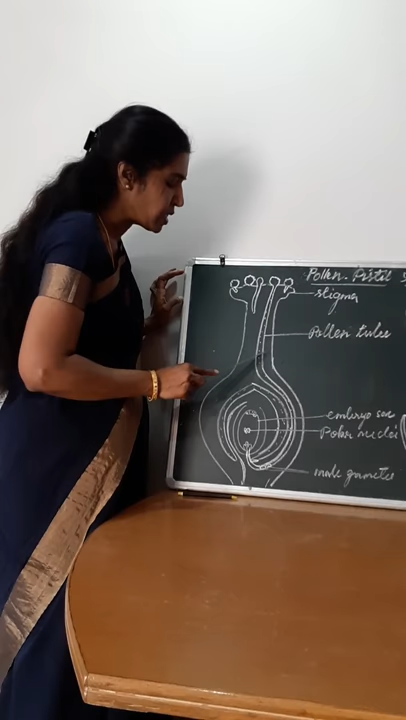 Pollen-Pistil
stigma
Pollen tubes
embryo sac
Polar nuclei
male gametes